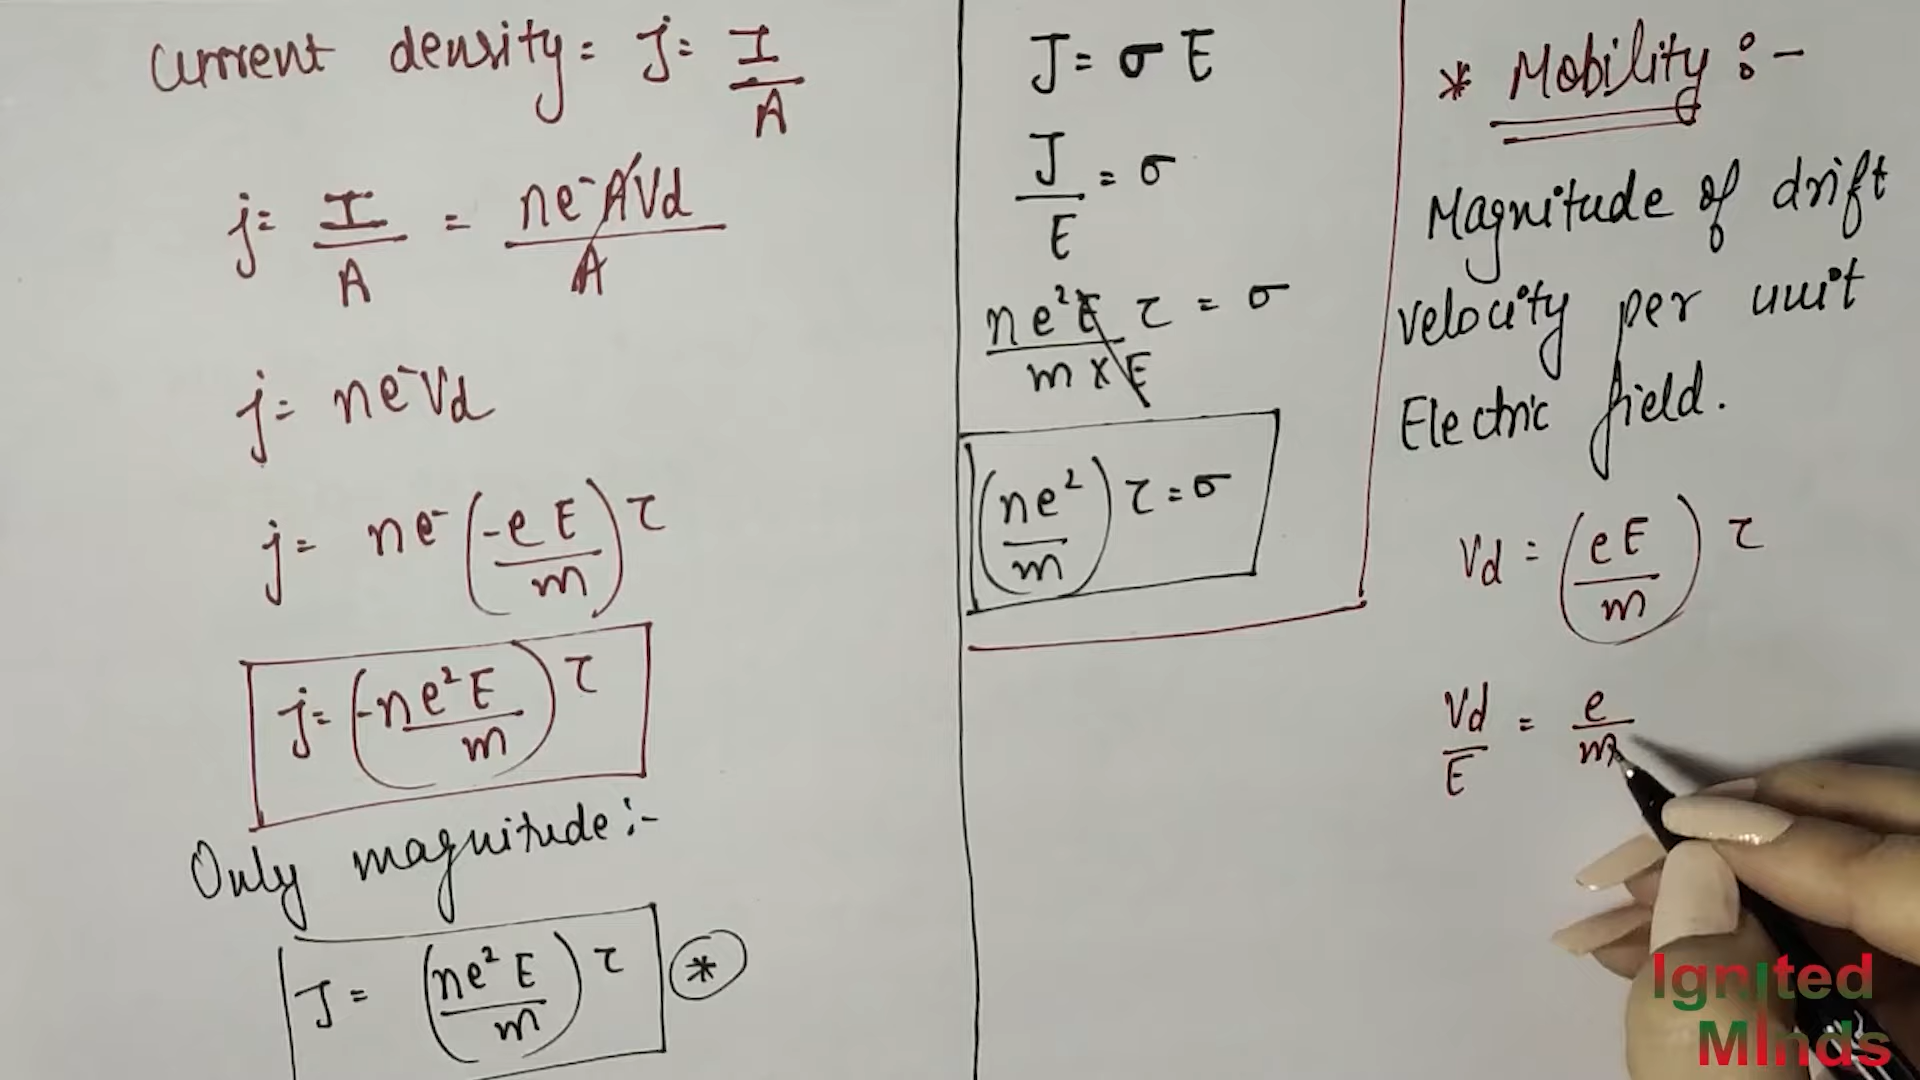 current density = J = I/A
j = I/A = ne⁻AVd/A
j = ne⁻Vd
j = ne⁻(-eE/m)τ
j = (-ne²E/m)τ
Only magnitude :-
J = (ne²E/m)τ *
J = σ E
J/E = σ
ne²E τ/m × E = σ
(ne²/m)τ = σ
* Mobility :-
Magnitude of drift
velocity per unit
Electric field.
Vd = (eE/m)τ
Vd/E = e/m
Ignited
Minds